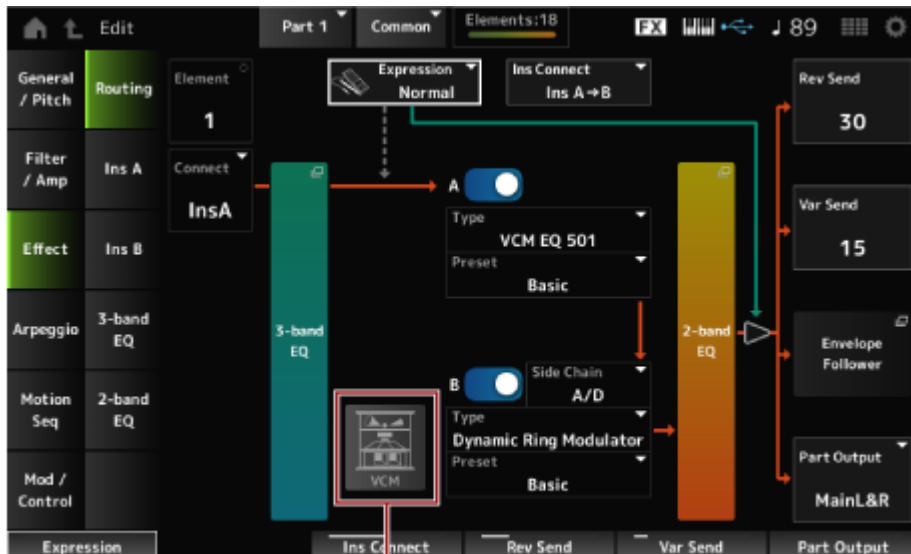 Edit
Part 1
Common
Elements:18
FX
♩ 89
General
/ Pitch
Filter
/ Amp
Effect
Arpeggio
Motion
Seq
Mod /
Control
Routing
Ins A
Ins B
3-band
EQ
2-band
EQ
Element
1
Connect
InsA
Expression
Normal
Ins Connect
Ins A→B
3-band
EQ
A
Type
VCM EQ 501
Preset
Basic
B
Side Chain
A/D
Type
Dynamic Ring Modulator
Preset
Basic
VCM
2-band
EQ
Rev Send
30
Var Send
15
Envelope
Follower
Part Output
MainL&R
Expression
Ins Connect
Rev Send
Var Send
Part Output